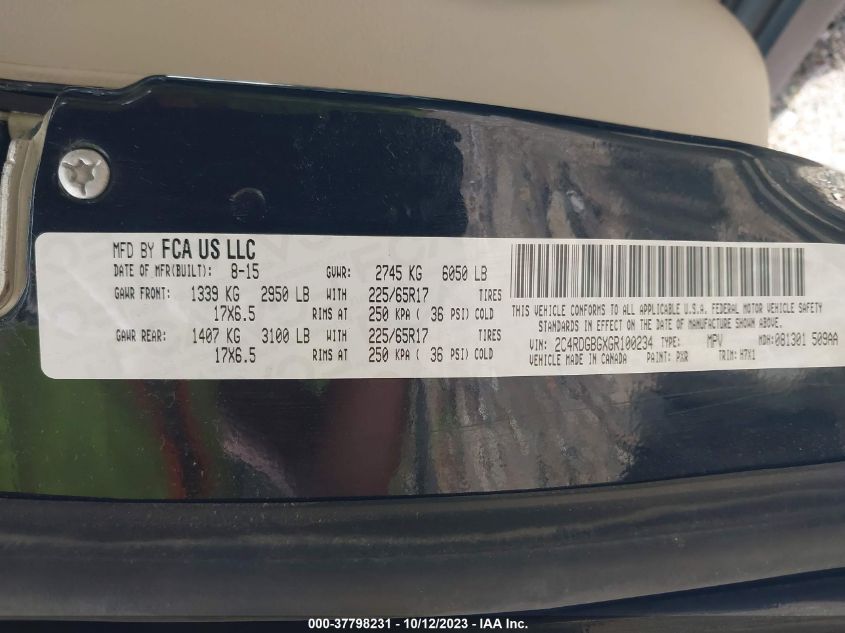 MFD BY FCA US LLC
DATE OF MFR(BUILT): 8-15 GVWR: 2745 KG 6050 LB
GAWR FRONT: 1339 KG 2950 LB WITH 225/65R17 TIRES
17X6.5 RIMS AT 250 KPA ( 36 PSI) COLD
GAWR REAR: 1407 KG 3100 LB WITH 225/65R17 TIRES
17X6.5 RIMS AT 250 KPA ( 36 PSI) COLD
THIS VEHICLE CONFORMS TO ALL APPLICABLE U.S.A. FEDERAL MOTOR VEHICLE SAFETY
STANDARDS IN EFFECT ON THE DATE OF MANUFACTURE SHOWN ABOVE.
VIN: 2C4RDGBGXGR100234 TYPE: MPV MDH: 081301 509AA
VEHICLE MADE IN CANADA PAINT: PXR TRIM: H7X1
000-37798231 - 10/12/2023 - IAA Inc.